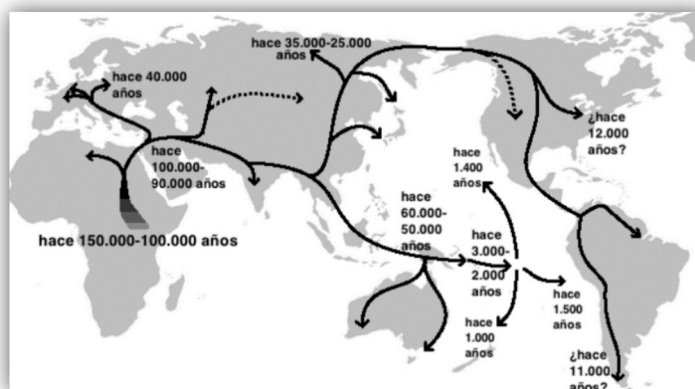 hace 35.000-25.000
años
hace 40.000
años
hace
100.000-
90.000 años
hace 150.000-100.000 años
¿hace
12.000
años?
hace
1.400
años
hace
60.000-
50.000
años
hace
3.000-
2.000
años
hace
1.500
años
hace
1.000
años
¿hace
11.000
años?